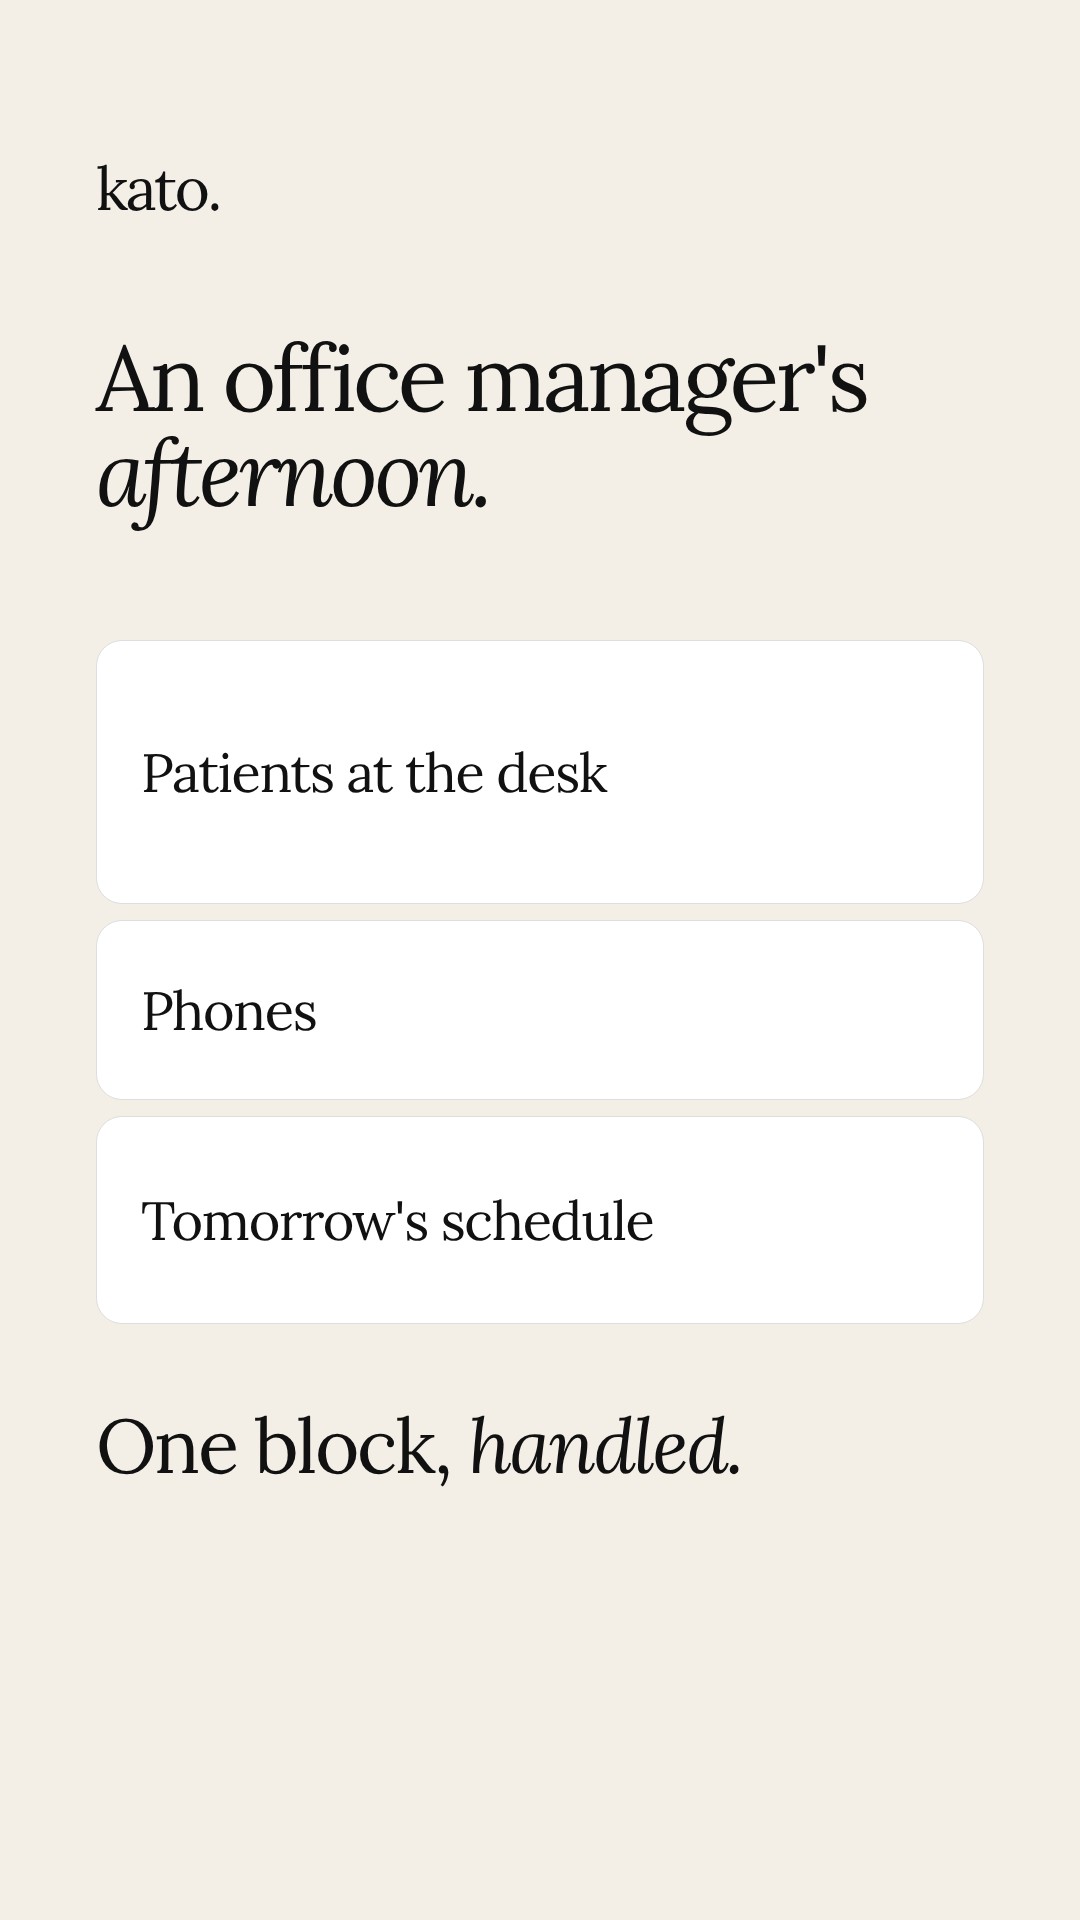 kato.
An office manager's
afternoon.
Patients at the desk
Phones
Tomorrow's schedule
One block, handled.